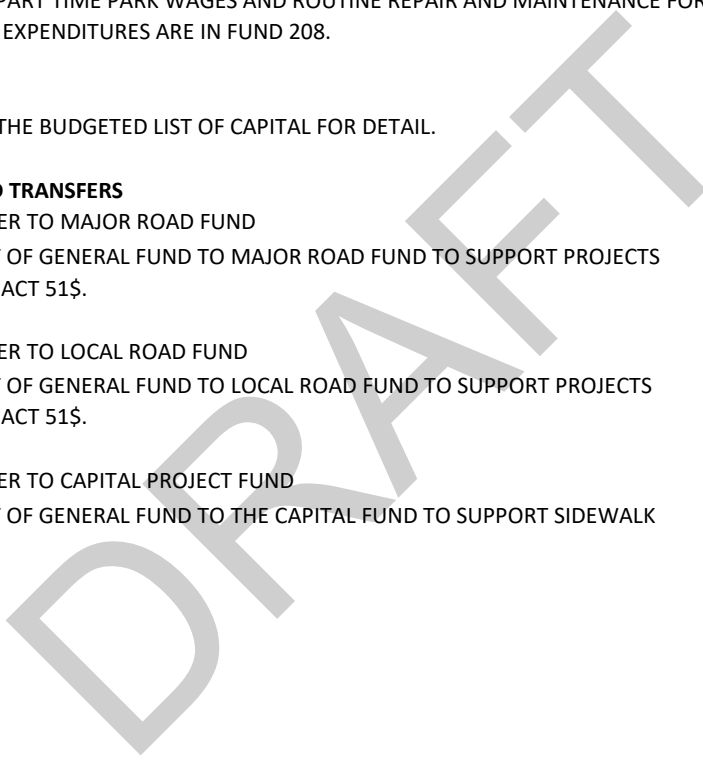 PART TIME PARK WAGES AND ROUTINE REPAIR AND MAINTENANCE FOR
EXPENDITURES ARE IN FUND 208.
THE BUDGETED LIST OF CAPITAL FOR DETAIL.
TRANSFERS
ER TO MAJOR ROAD FUND
OF GENERAL FUND TO MAJOR ROAD FUND TO SUPPORT PROJECTS
ACT 51$.
ER TO LOCAL ROAD FUND
OF GENERAL FUND TO LOCAL ROAD FUND TO SUPPORT PROJECTS
ACT 51$.
ER TO CAPITAL PROJECT FUND
OF GENERAL FUND TO THE CAPITAL FUND TO SUPPORT SIDEWALK
DRAFT